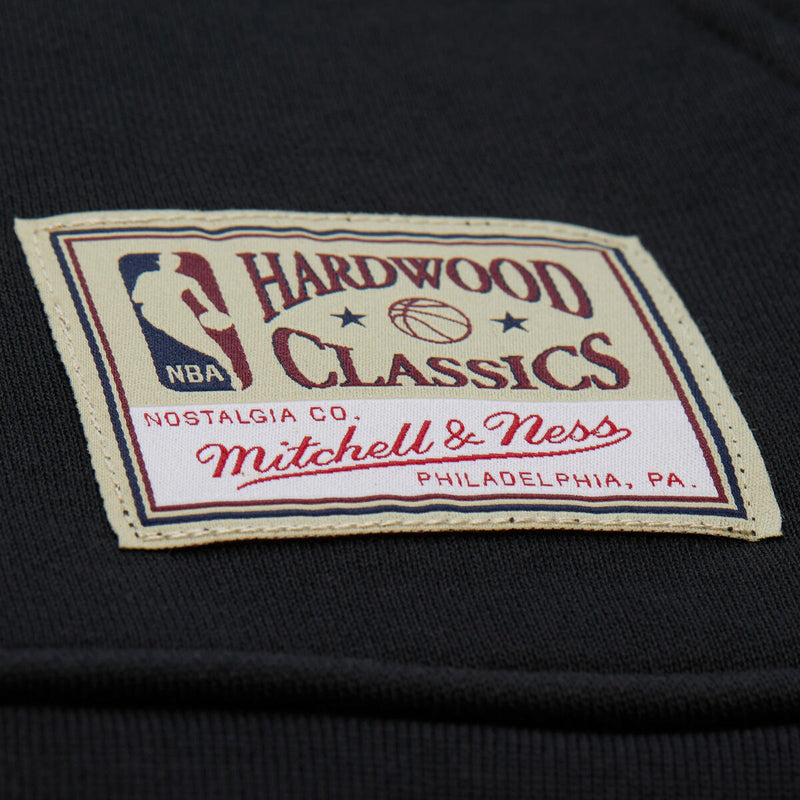 HARDWOOD
CLASSICS
NBA
NOSTALGIA CO.
Mitchell & Ness
PHILADELPHIA, PA.